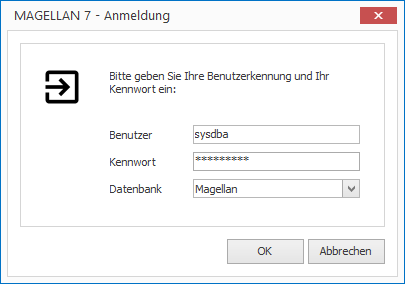 MAGELLAN 7 - Anmeldung
Bitte geben Sie Ihre Benutzerkennung und Ihr
Kennwort ein:
Benutzer sysdba
Kennwort *********
Datenbank Magellan
OK Abbrechen